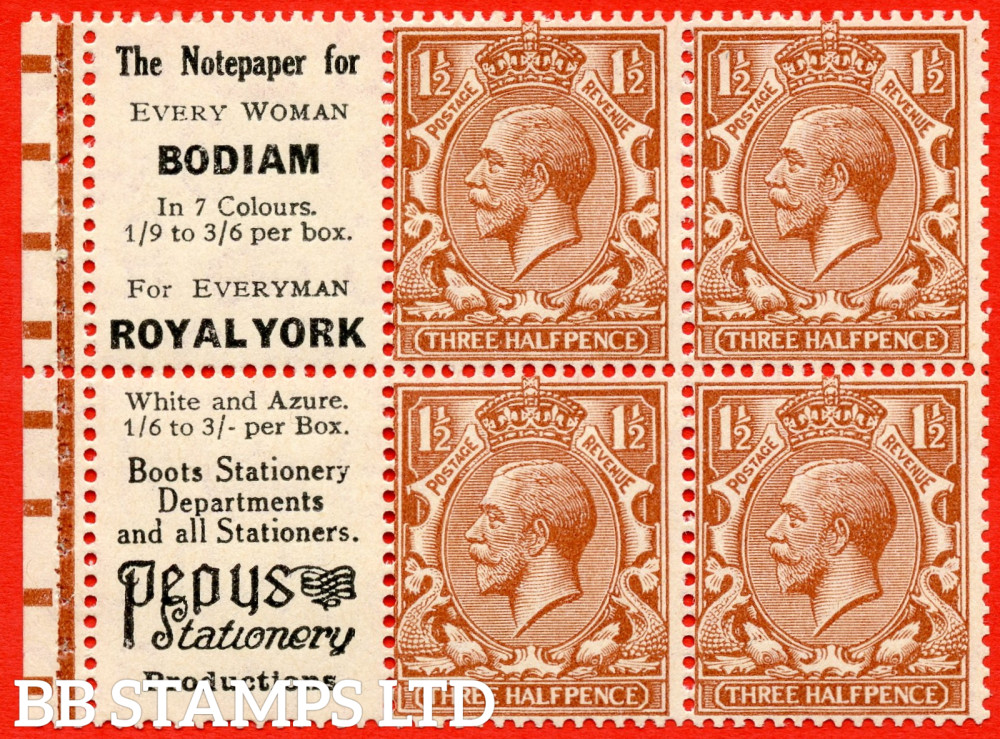 The Notepaper for
EVERY WOMAN
BODIAM
In 7 Colours.
1/9 to 3/6 per box.
For EVERYMAN
ROYAL YORK
White and Azure.
1/6 to 3/- per Box.
Boots Stationery
Departments
and all Stationers.
Pepys
Stationery
Productions
1½ 1½
POSTAGE REVENUE
THREE HALFPENCE
1½ 1½
POSTAGE REVENUE
THREE HALFPENCE
1½ 1½
POSTAGE REVENUE
THREE HALFPENCE
1½ 1½
POSTAGE REVENUE
THREE HALFPENCE
BB STAMPS LTD